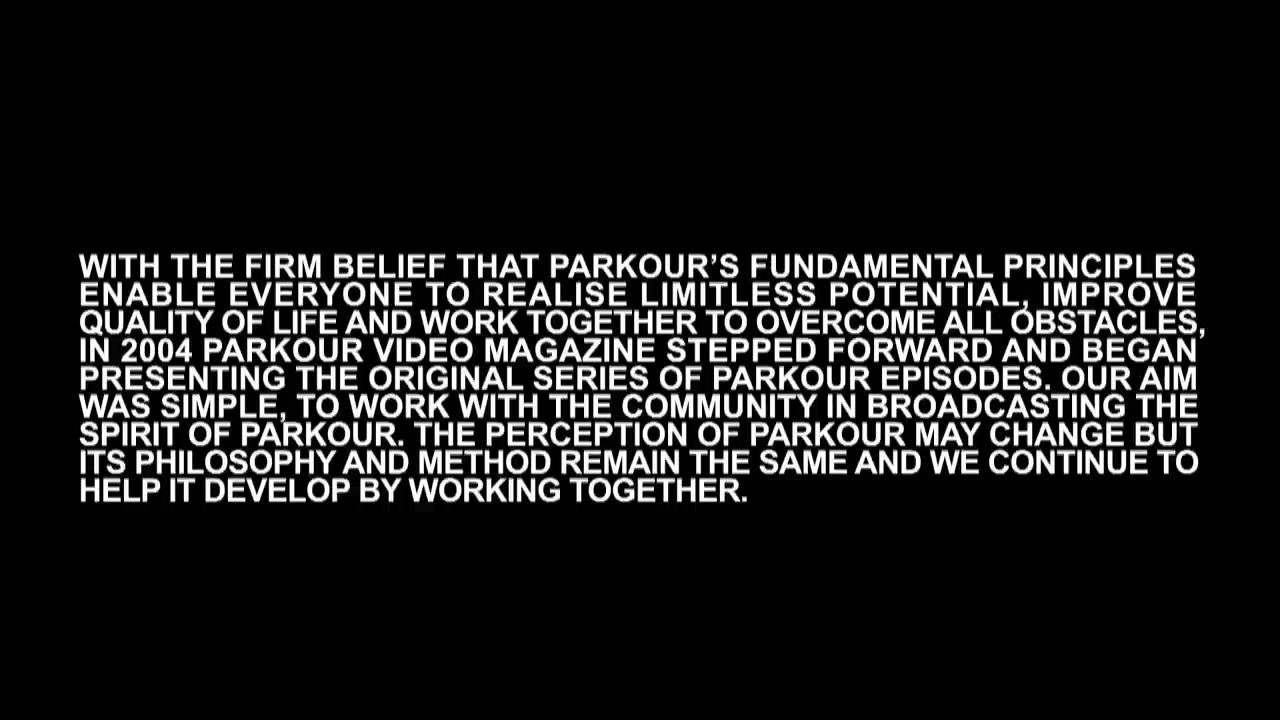 WITH THE FIRM BELIEF THAT PARKOUR’S FUNDAMENTAL PRINCIPLES
ENABLE EVERYONE TO REALISE LIMITLESS POTENTIAL, IMPROVE
QUALITY OF LIFE AND WORK TOGETHER TO OVERCOME ALL OBSTACLES,
IN 2004 PARKOUR VIDEO MAGAZINE STEPPED FORWARD AND BEGAN
PRESENTING THE ORIGINAL SERIES OF PARKOUR EPISODES. OUR AIM
WAS SIMPLE, TO WORK WITH THE COMMUNITY IN BROADCASTING THE
SPIRIT OF PARKOUR. THE PERCEPTION OF PARKOUR MAY CHANGE BUT
ITS PHILOSOPHY AND METHOD REMAIN THE SAME AND WE CONTINUE TO
HELP IT DEVELOP BY WORKING TOGETHER.